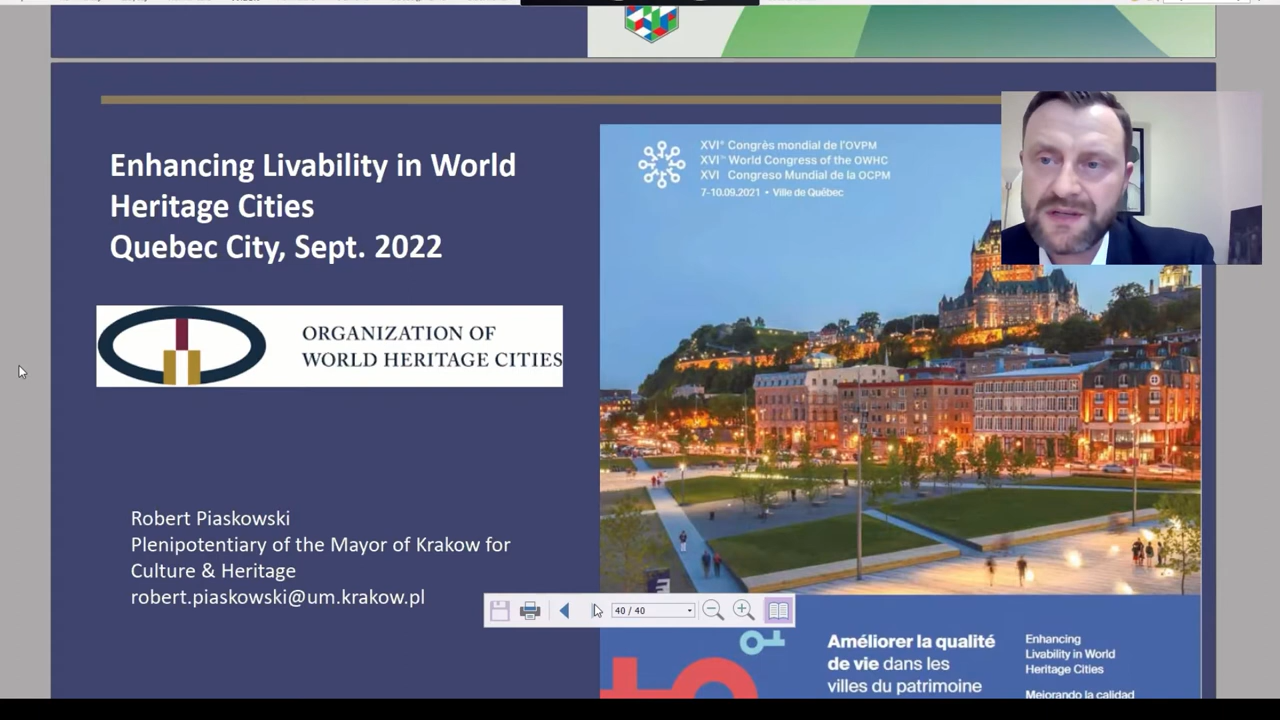 Enhancing Livability in World
Heritage Cities
Quebec City, Sept. 2022
ORGANIZATION OF
WORLD HERITAGE CITIES
Robert Piaskowski
Plenipotentiary of the Mayor of Krakow for
Culture & Heritage
robert.piaskowski@um.krakow.pl
XVIᵉ Congrès mondial de l'OVPM
XVIᵗʰ World Congress of the OWHC
XVI Congreso Mundial de la OCPM
7-10.09.2021 • Ville de Québec
40 / 40
Améliorer la qualité
de vie dans les
villes du patrimoine
Enhancing
Livability in World
Heritage Cities
Mejorando la calidad